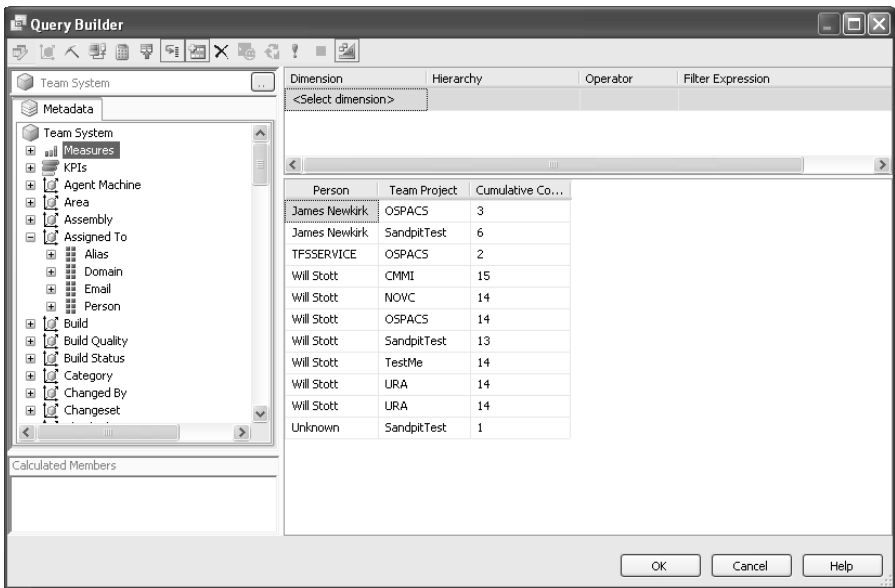 Query Builder
Team System
Metadata
Team System
Measures
KPIs
Agent Machine
Area
Assembly
Assigned To
Alias
Domain
Email
Person
Build
Build Quality
Build Status
Category
Changed By
Changeset
Calculated Members
Dimension Hierarchy Operator Filter Expression
<Select dimension>
Person Team Project Cumulative Co...
James Newkirk OSPACS 3
James Newkirk SandpitTest 6
TFSSERVICE OSPACS 2
Will Stott CMMI 15
Will Stott NOVC 14
Will Stott OSPACS 14
Will Stott SandpitTest 13
Will Stott TestMe 14
Will Stott URA 14
Will Stott URA 14
Unknown SandpitTest 1
OK Cancel Help